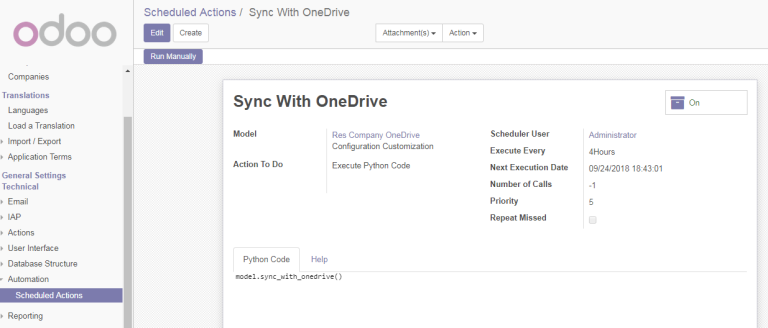 odoo
Companies
Translations
Languages
Load a Translation
Import / Export
Application Terms
General Settings
Technical
Email
IAP
Actions
User Interface
Database Structure
Automation
Scheduled Actions
Reporting
Scheduled Actions / Sync With OneDrive
Edit Create Attachment(s) Action
Run Manually
Sync With OneDrive
On
Model Res Company OneDrive
Configuration Customization
Action To Do Execute Python Code
Scheduler User Administrator
Execute Every 4Hours
Next Execution Date 09/24/2018 18:43:01
Number of Calls -1
Priority 5
Repeat Missed
Python Code Help
model.sync_with_onedrive()